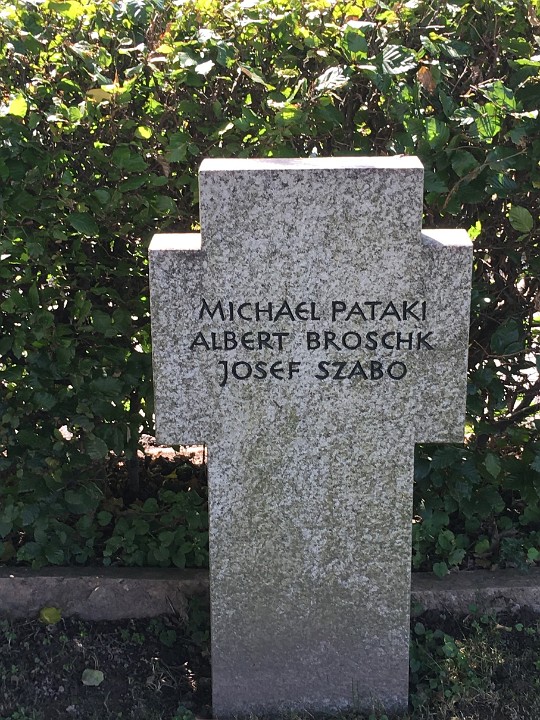 MICHAEL PATAKI
ALBERT BROSCHK
JOSEF SZABO